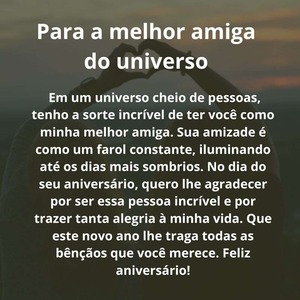 Para a melhor amiga
do universo
Em um universo cheio de pessoas,
tenho a sorte incrível de ter você como
minha melhor amiga. Sua amizade é
como um farol constante, iluminando
até os dias mais sombrios. No dia do
seu aniversário, quero lhe agradecer
por ser essa pessoa incrível e por
trazer tanta alegria à minha vida. Que
este novo ano lhe traga todas as
bênçãos que você merece. Feliz
aniversário!